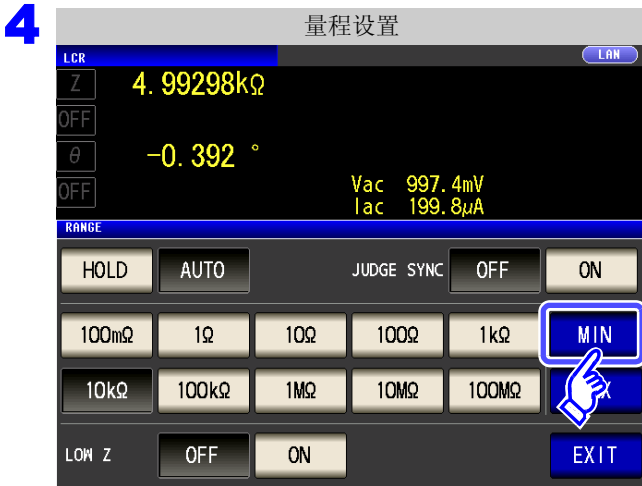 4
量程设置
LCR
LAN
Z 4.99298kΩ
OFF
θ -0.392 °
OFF
Vac 997.4mV
Iac 199.8μA
RANGE
HOLD AUTO JUDGE SYNC OFF ON
100mΩ 1Ω 10Ω 100Ω 1kΩ MIN
10kΩ 100kΩ 1MΩ 10MΩ 100MΩ
LOW Z OFF ON EXIT